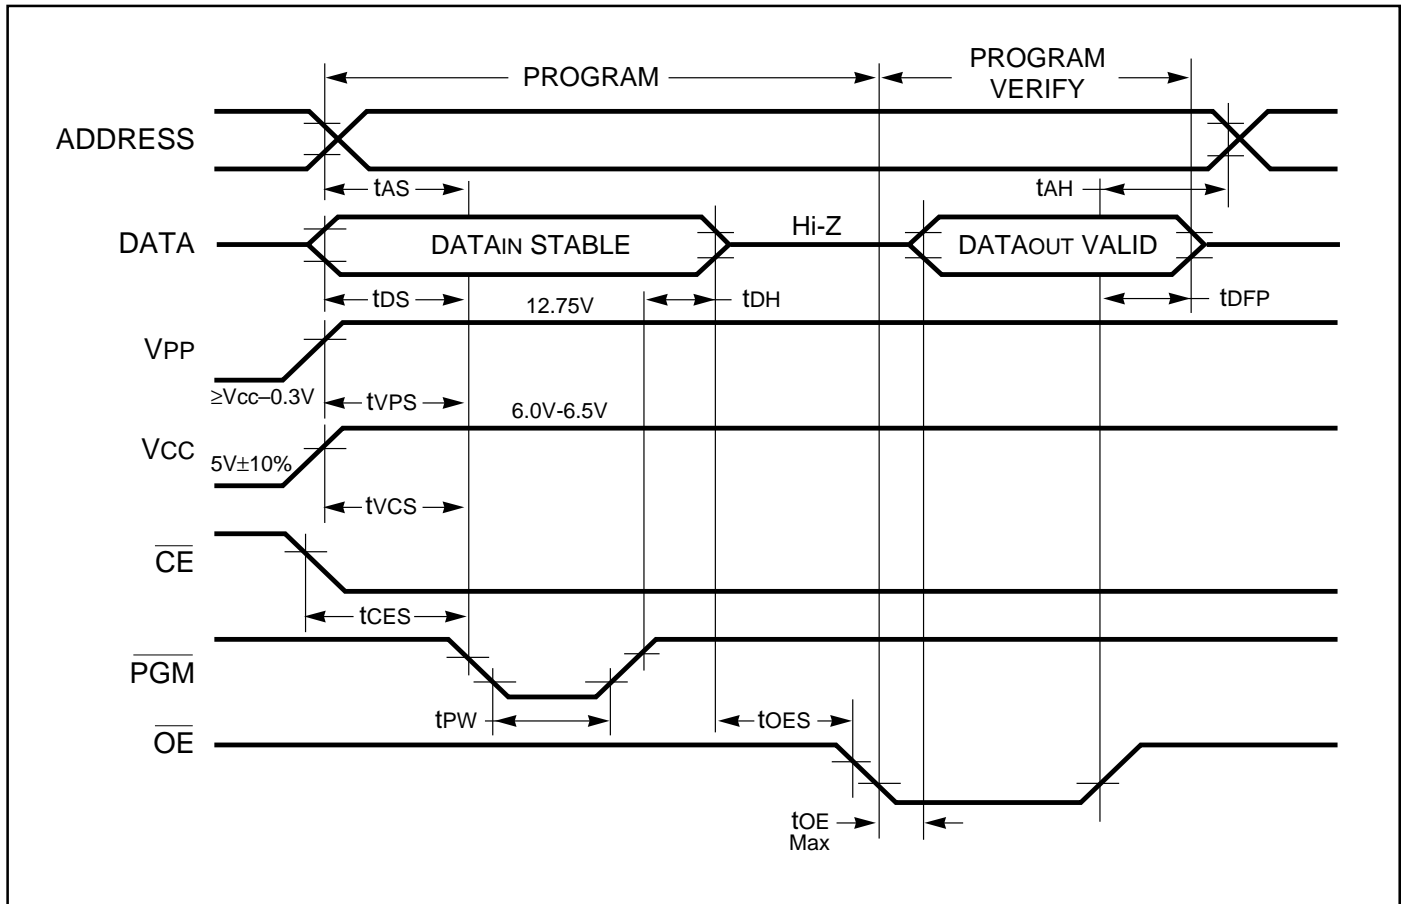 PROGRAM
PROGRAM
VERIFY
ADDRESS
tAS
tAH
DATA
DATAIN STABLE
Hi-Z
DATAOUT VALID
tDS
12.75V
tDH
tDFP
VPP
≥Vcc–0.3V
tVPS
6.0V-6.5V
VCC
5V±10%
tVCS
CE
tCES
PGM
tPW
tOES
OE
tOE
Max